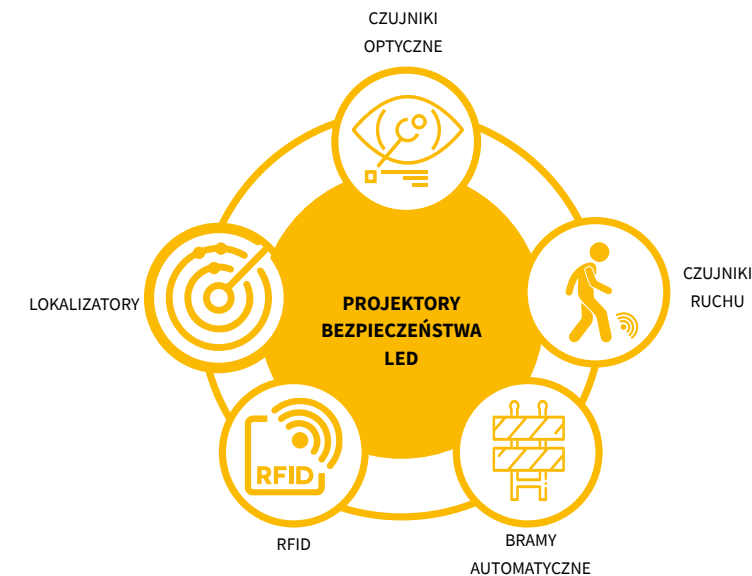 CZUJNIKI
OPTYCZNE
CZUJNIKI
RUCHU
LOKALIZATORY
PROJEKTORY
BEZPIECZEŃSTWA
LED
RFID
RFID
BRAMY
AUTOMATYCZNE